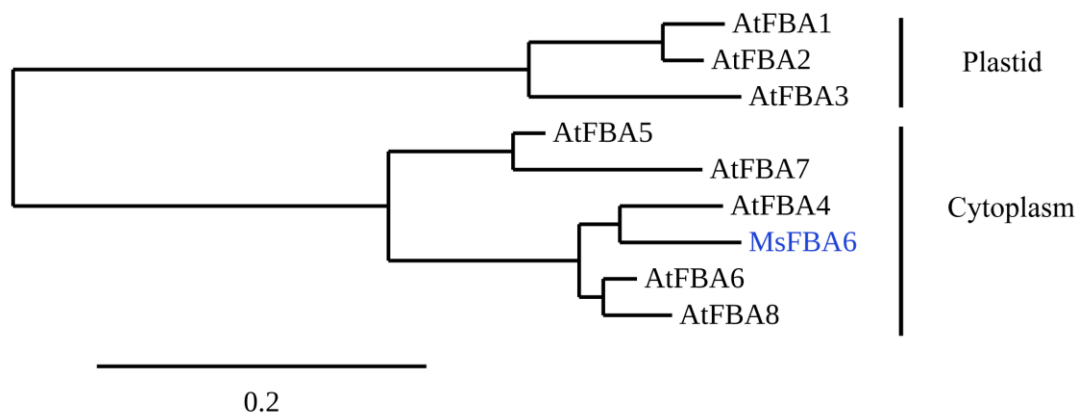 AtFBA1
AtFBA2
Plastid
AtFBA3
AtFBA5
AtFBA7
AtFBA4
Cytoplasm
MsFBA6
AtFBA6
AtFBA8
0.2